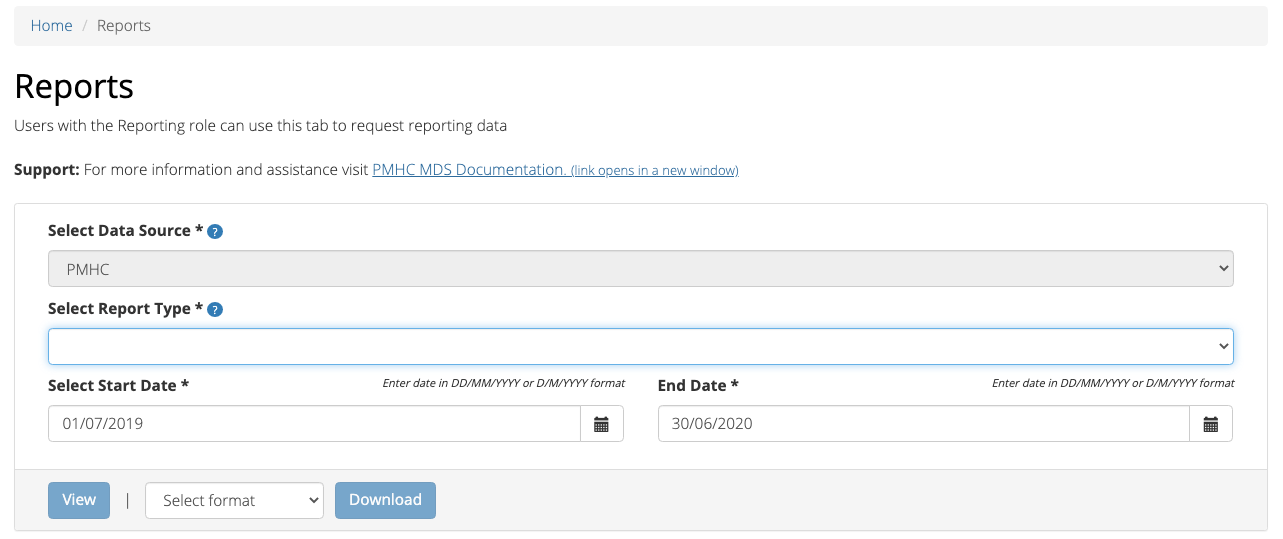 Home / Reports
Reports
Users with the Reporting role can use this tab to request reporting data
Support: For more information and assistance visit PMHC MDS Documentation. (link opens in a new window)
Select Data Source * ?
PMHC
Select Report Type * ?
Select Start Date * Enter date in DD/MM/YYYY or D/M/YYYY format End Date * Enter date in DD/MM/YYYY or D/M/YYYY format
01/07/2019 30/06/2020
View | Select format Download